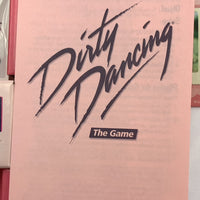 Dirty
Dancing
The Game